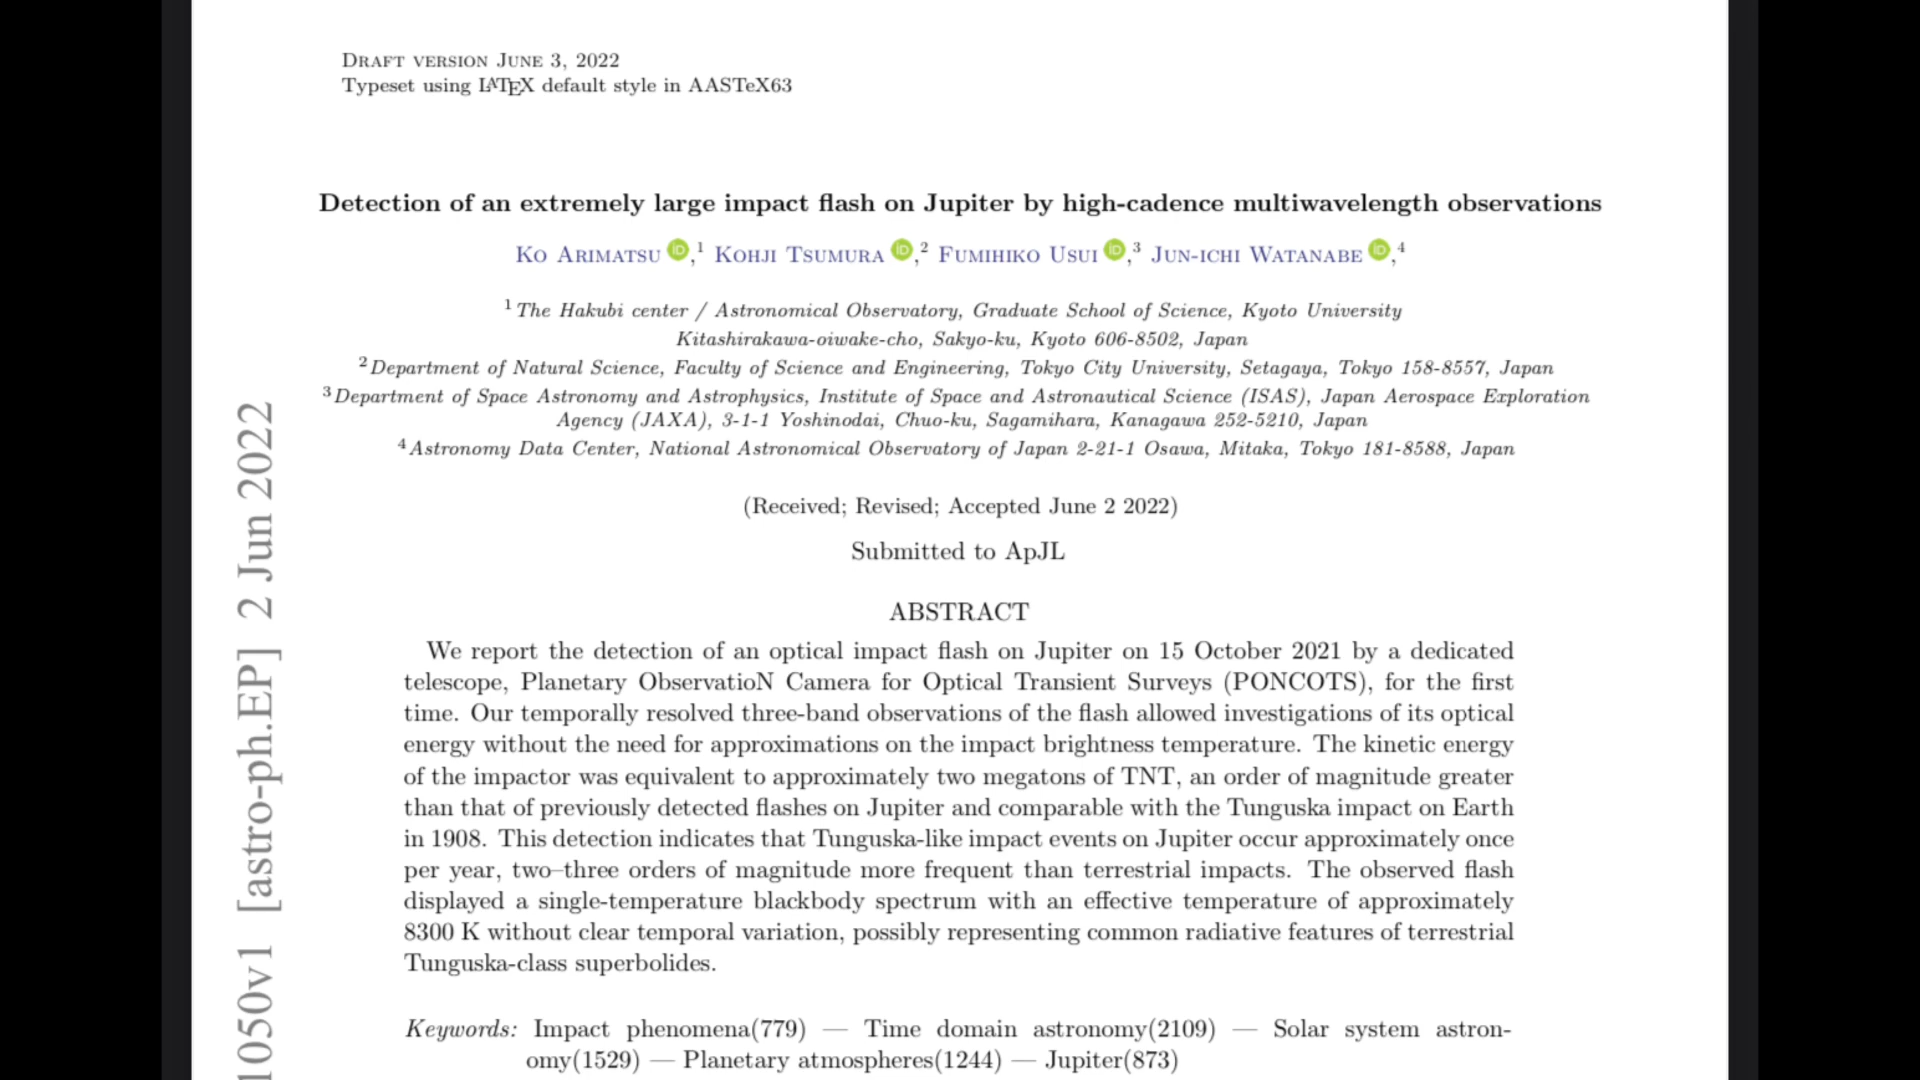 DRAFT VERSION JUNE 3, 2022
Typeset using LATEX default style in AASTeX63
Detection of an extremely large impact flash on Jupiter by high-cadence multiwavelength observations
KO ARIMATSU iD,1 KOHJI TSUMURA iD,2 FUMIHIKO USUI iD,3 JUN-ICHI WATANABE iD,4
1 The Hakubi center / Astronomical Observatory, Graduate School of Science, Kyoto University
Kitashirakawa-oiwake-cho, Sakyo-ku, Kyoto 606-8502, Japan
2 Department of Natural Science, Faculty of Science and Engineering, Tokyo City University, Setagaya, Tokyo 158-8557, Japan
3 Department of Space Astronomy and Astrophysics, Institute of Space and Astronautical Science (ISAS), Japan Aerospace Exploration
Agency (JAXA), 3-1-1 Yoshinodai, Chuo-ku, Sagamihara, Kanagawa 252-5210, Japan
4 Astronomy Data Center, National Astronomical Observatory of Japan 2-21-1 Osawa, Mitaka, Tokyo 181-8588, Japan
(Received; Revised; Accepted June 2 2022)
Submitted to ApJL
ABSTRACT
We report the detection of an optical impact flash on Jupiter on 15 October 2021 by a dedicated
telescope, Planetary ObservatioN Camera for Optical Transient Surveys (PONCOTS), for the first
time. Our temporally resolved three-band observations of the flash allowed investigations of its optical
energy without the need for approximations on the impact brightness temperature. The kinetic energy
of the impactor was equivalent to approximately two megatons of TNT, an order of magnitude greater
than that of previously detected flashes on Jupiter and comparable with the Tunguska impact on Earth
in 1908. This detection indicates that Tunguska-like impact events on Jupiter occur approximately once
per year, two–three orders of magnitude more frequent than terrestrial impacts. The observed flash
displayed a single-temperature blackbody spectrum with an effective temperature of approximately
8300 K without clear temporal variation, possibly representing common radiative features of terrestrial
Tunguska-class superbolides.
Keywords: Impact phenomena(779) — Time domain astronomy(2109) — Solar system astron-
omy(1529) — Planetary atmospheres(1244) — Jupiter(873)
1050v1 [astro-ph.EP] 2 Jun 2022